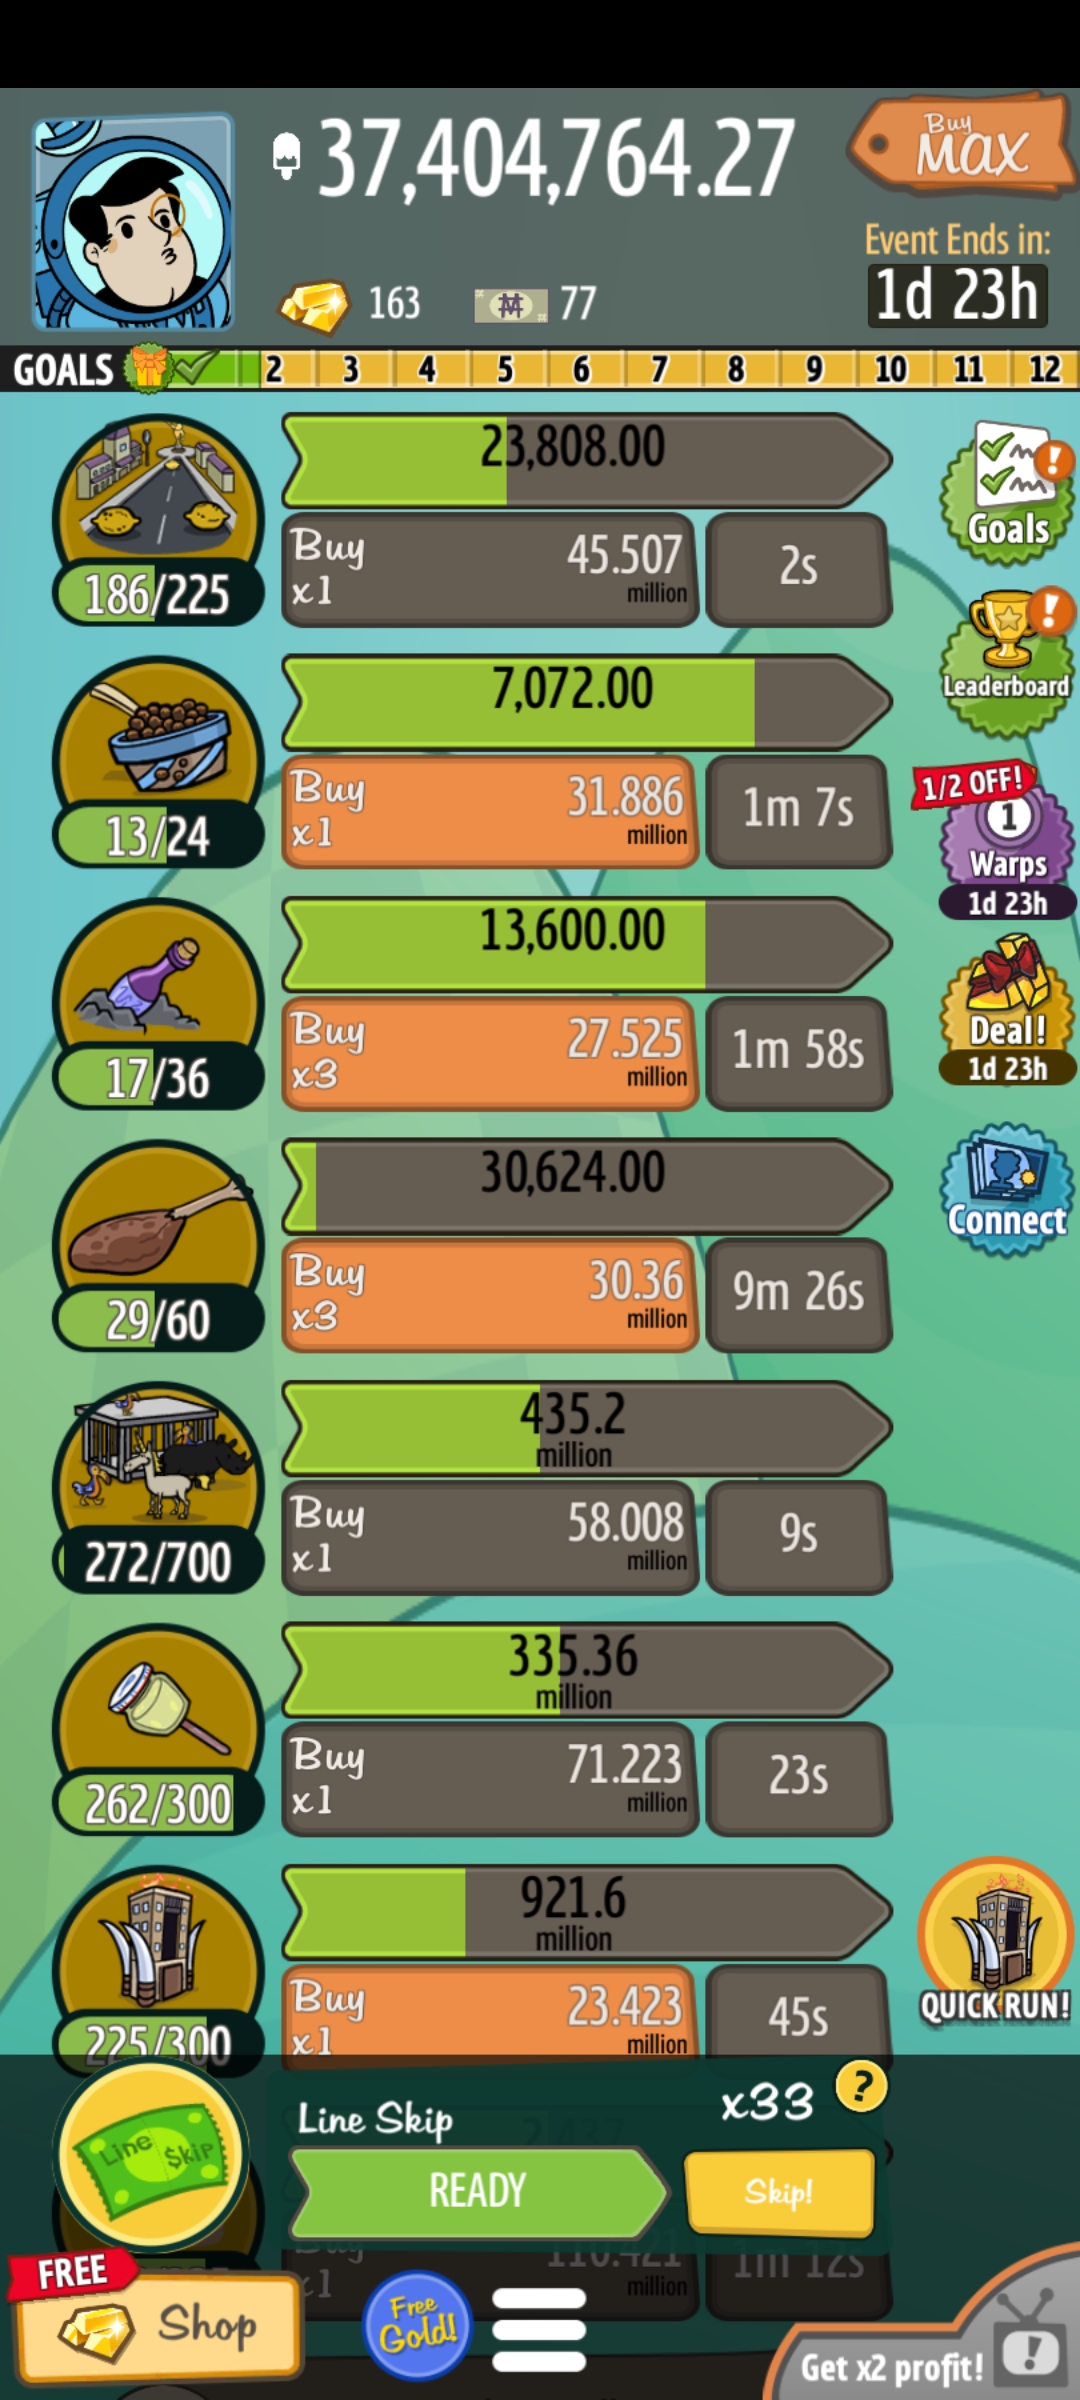 37,404,764.27
Buy
MAX
Event Ends in:
1d 23h
163
77
GOALS 2 3 4 5 6 7 8 9 10 11 12
23,808.00
Buy
x1
45.507
million
2s
186/225
Goals
7,072.00
Buy
x1
31.886
million
1m 7s
13/24
Leaderboard
1/2 OFF!
1
Warps
1d 23h
13,600.00
Buy
x3
27.525
million
1m 58s
17/36
Deal!
1d 23h
30,624.00
Buy
x3
30.36
million
9m 26s
29/60
Connect
435.2
million
Buy
x1
58.008
million
9s
272/700
335.36
million
Buy
x1
71.223
million
23s
262/300
921.6
million
Buy
x1
23.423
million
45s
225/300
QUICK RUN!
Line Skip
x33
?
Line $kip
READY
Skip!
Buy
x1
110.421
million
1m 12s
FREE
Shop
Free
Gold!
Get x2 profit!